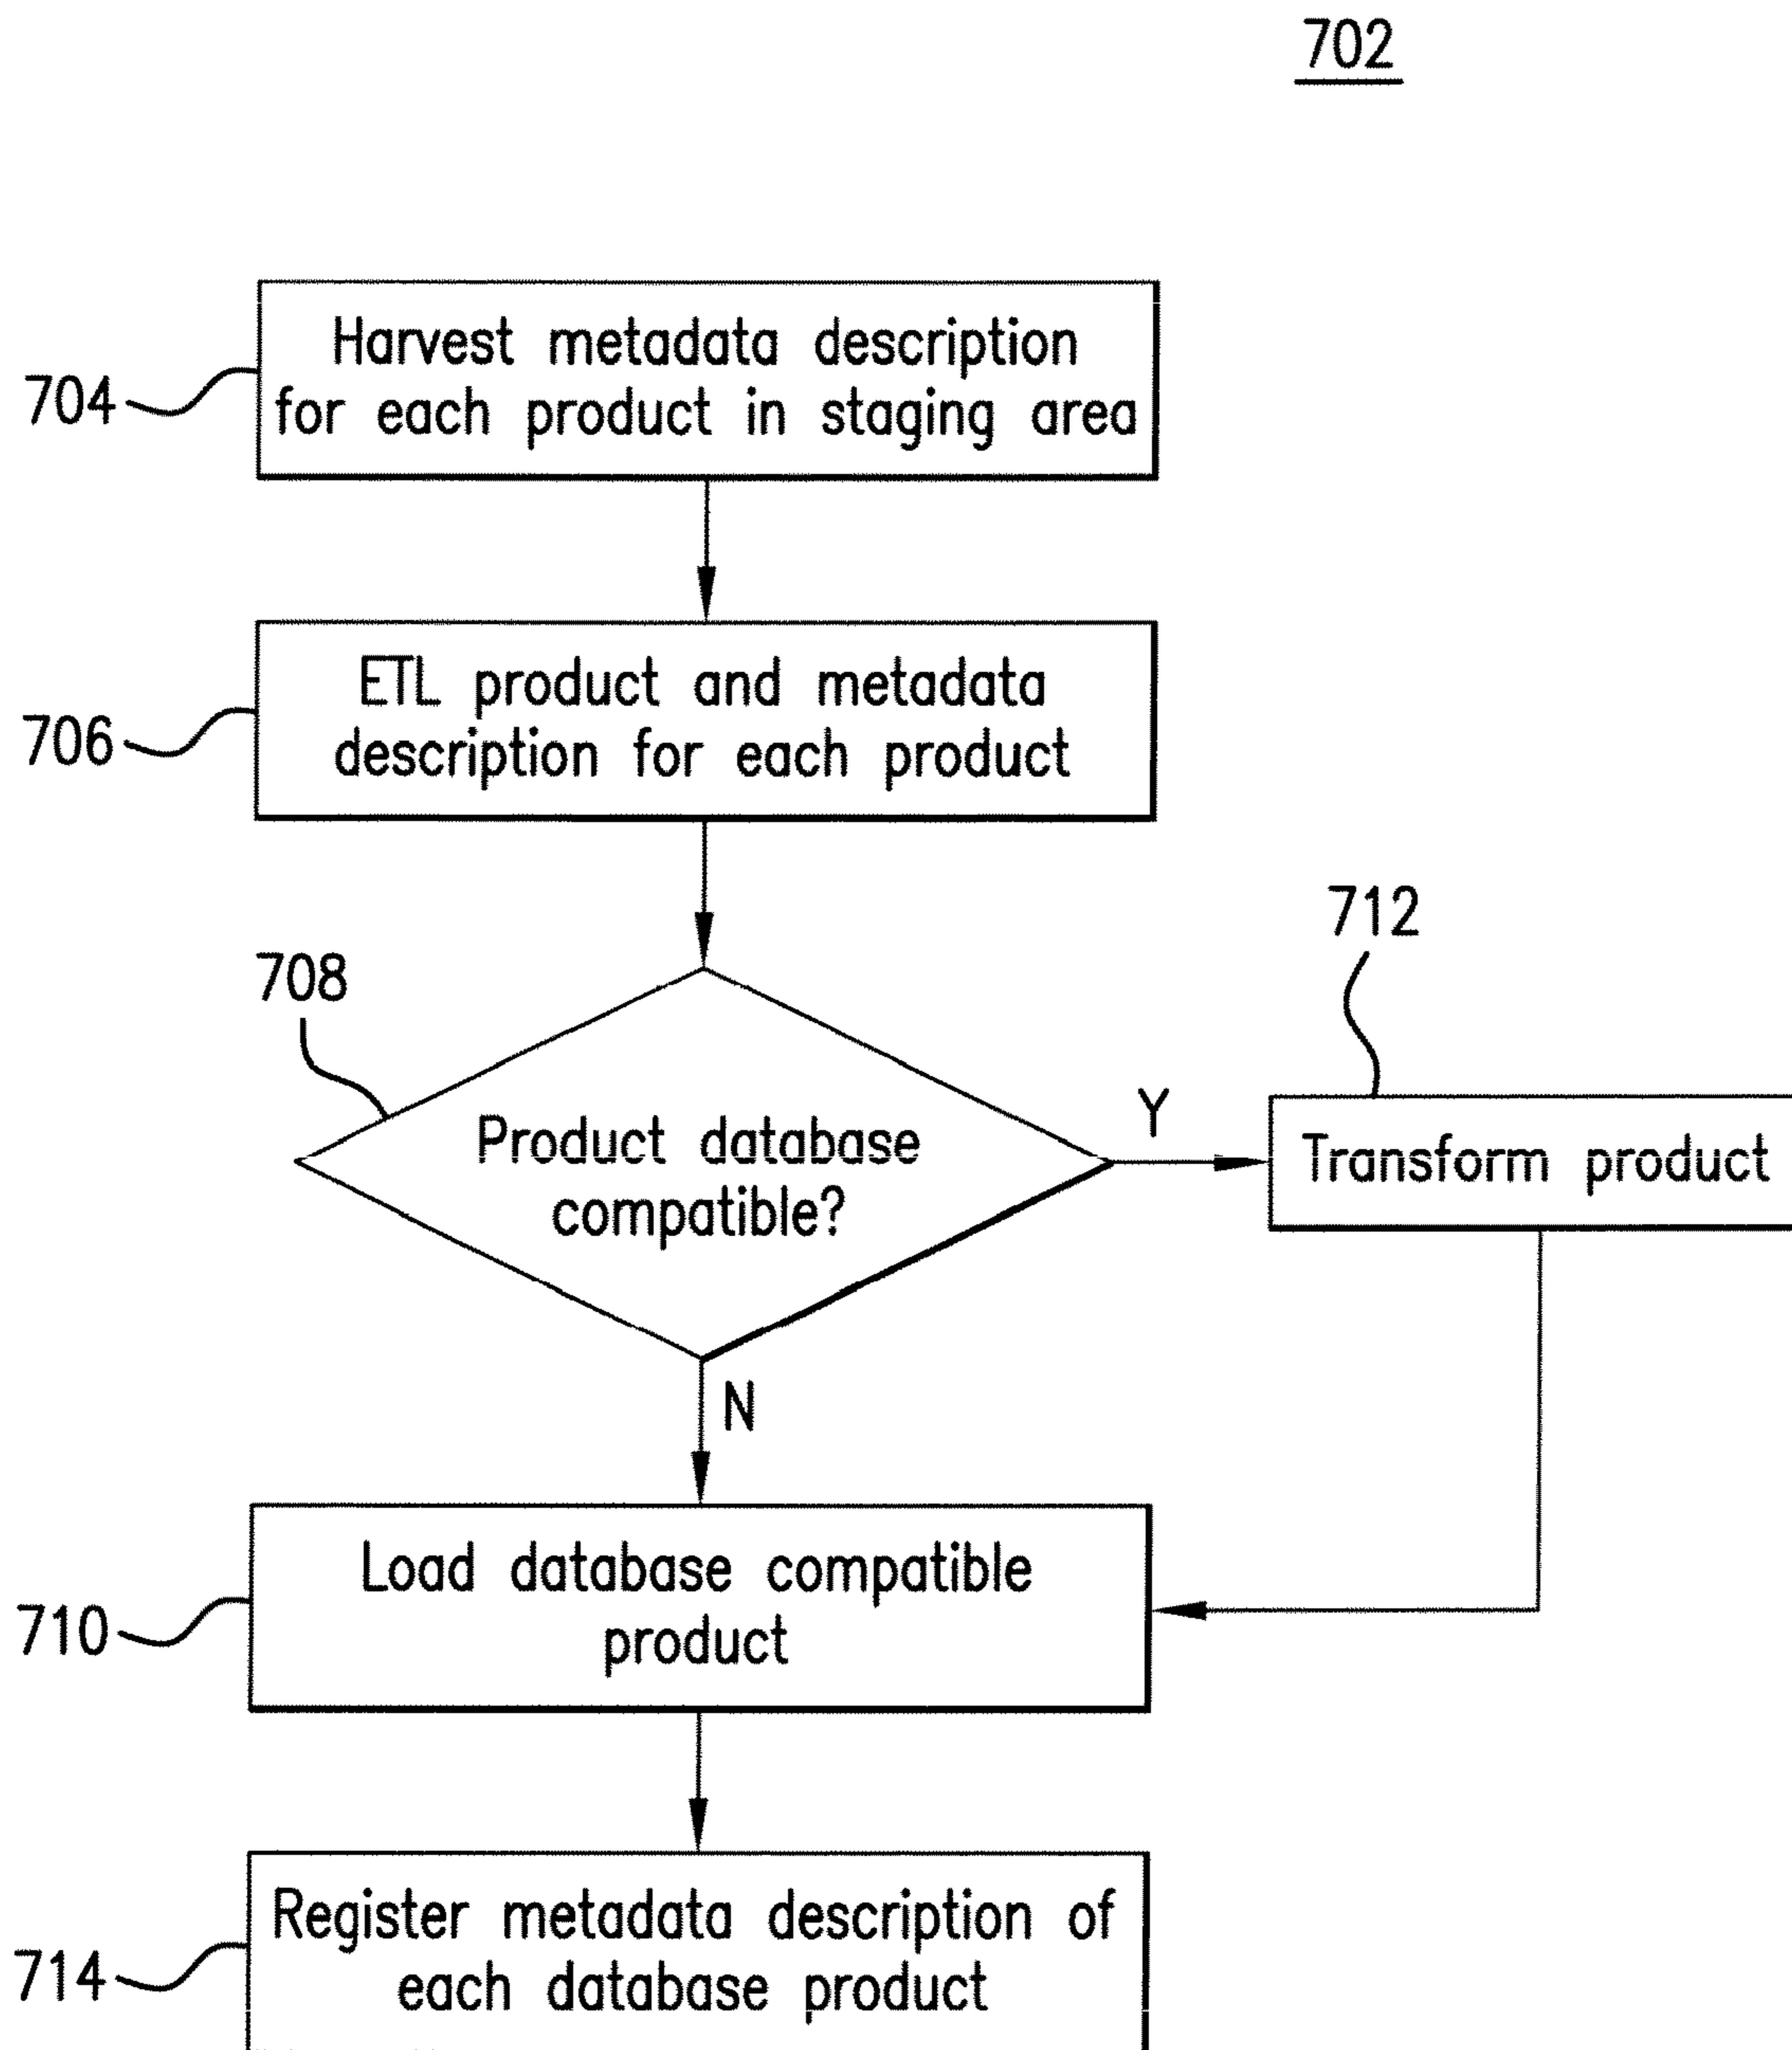 702
704
Harvest metadata description
for each product in staging area
706
ETL product and metadata
description for each product
708
Product database
compatible?
Y
712
Transform product
N
710
Load database compatible
product
714
Register metadata description of
each database product